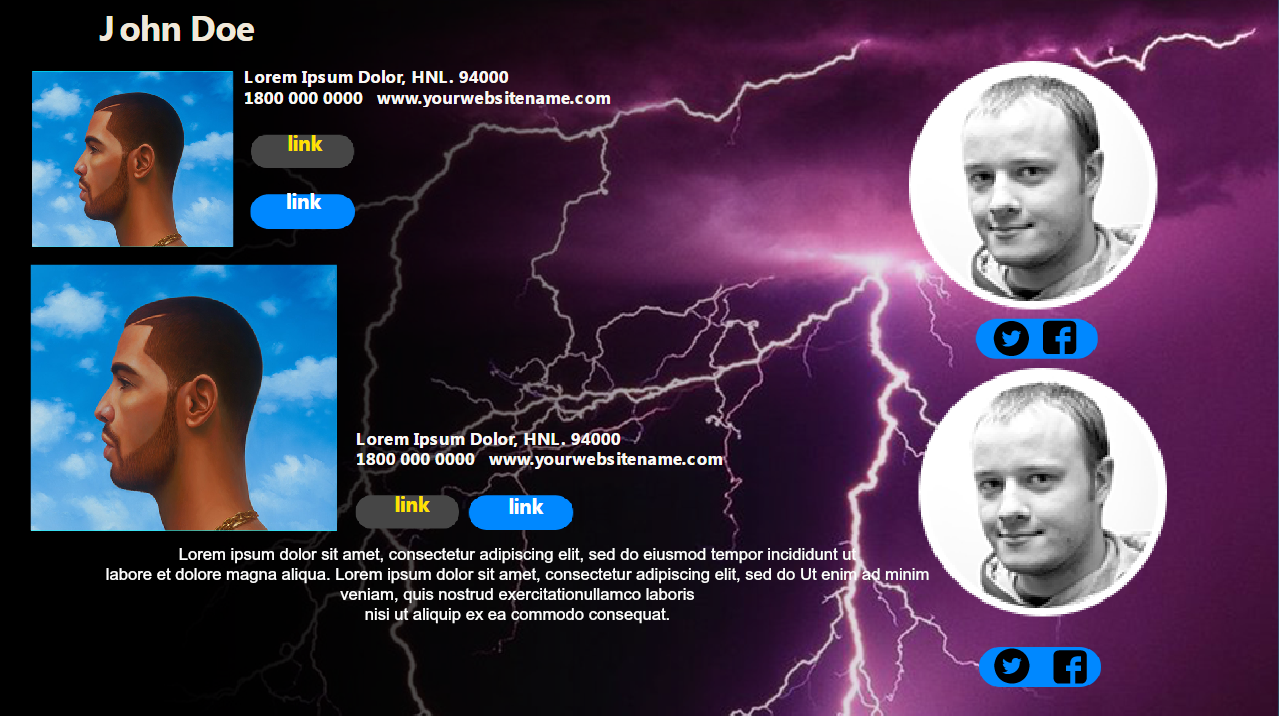 John Doe
Lorem Ipsum Dolor, HNL. 94000
1800 000 0000 www.yourwebsitename.com
link
link
Lorem Ipsum Dolor, HNL. 94000
1800 000 0000 www.yourwebsitename.com
link link
Lorem ipsum dolor sit amet, consectetur adipiscing elit, sed do eiusmod tempor incididunt ut
labore et dolore magna aliqua. Lorem ipsum dolor sit amet, consectetur adipiscing elit, sed do Ut enim ad minim
veniam, quis nostrud exercitationullamco laboris
nisi ut aliquip ex ea commodo consequat.